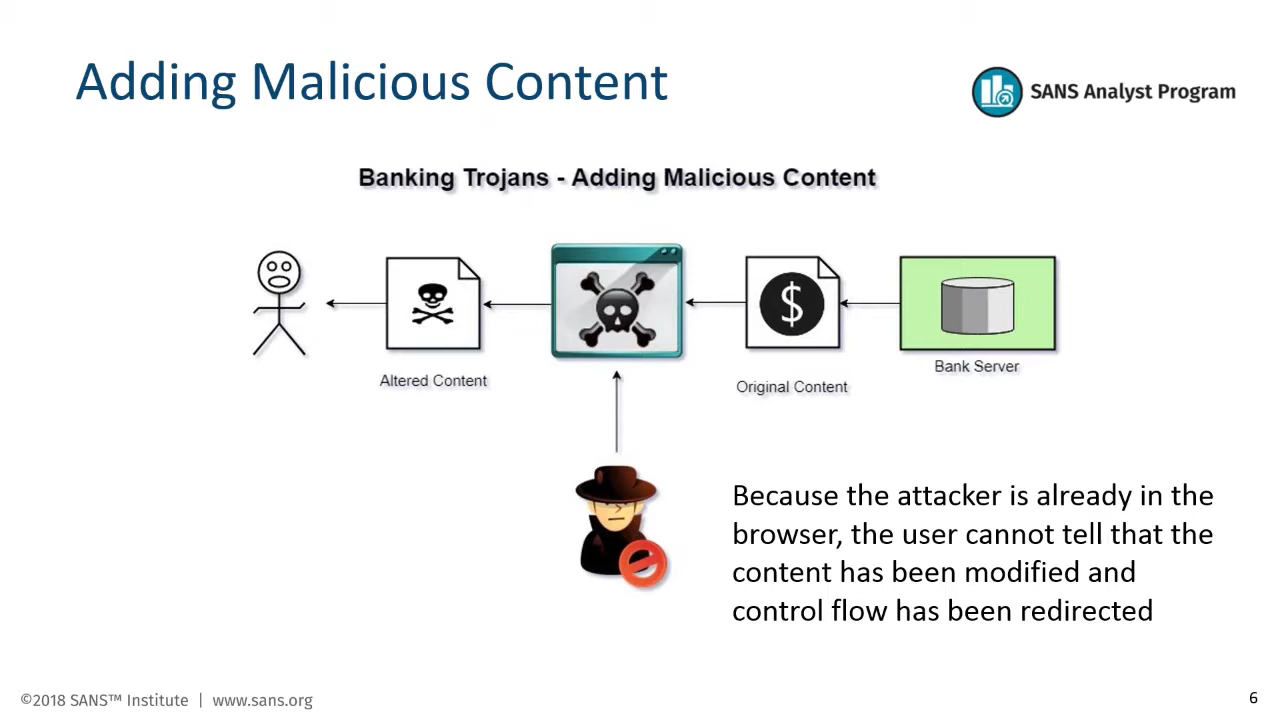 Adding Malicious Content
SANS Analyst Program
Banking Trojans - Adding Malicious Content
$
Altered Content
Original Content
Bank Server
Because the attacker is already in the
browser, the user cannot tell that the
content has been modified and
control flow has been redirected
©2018 SANS™ Institute | www.sans.org
6